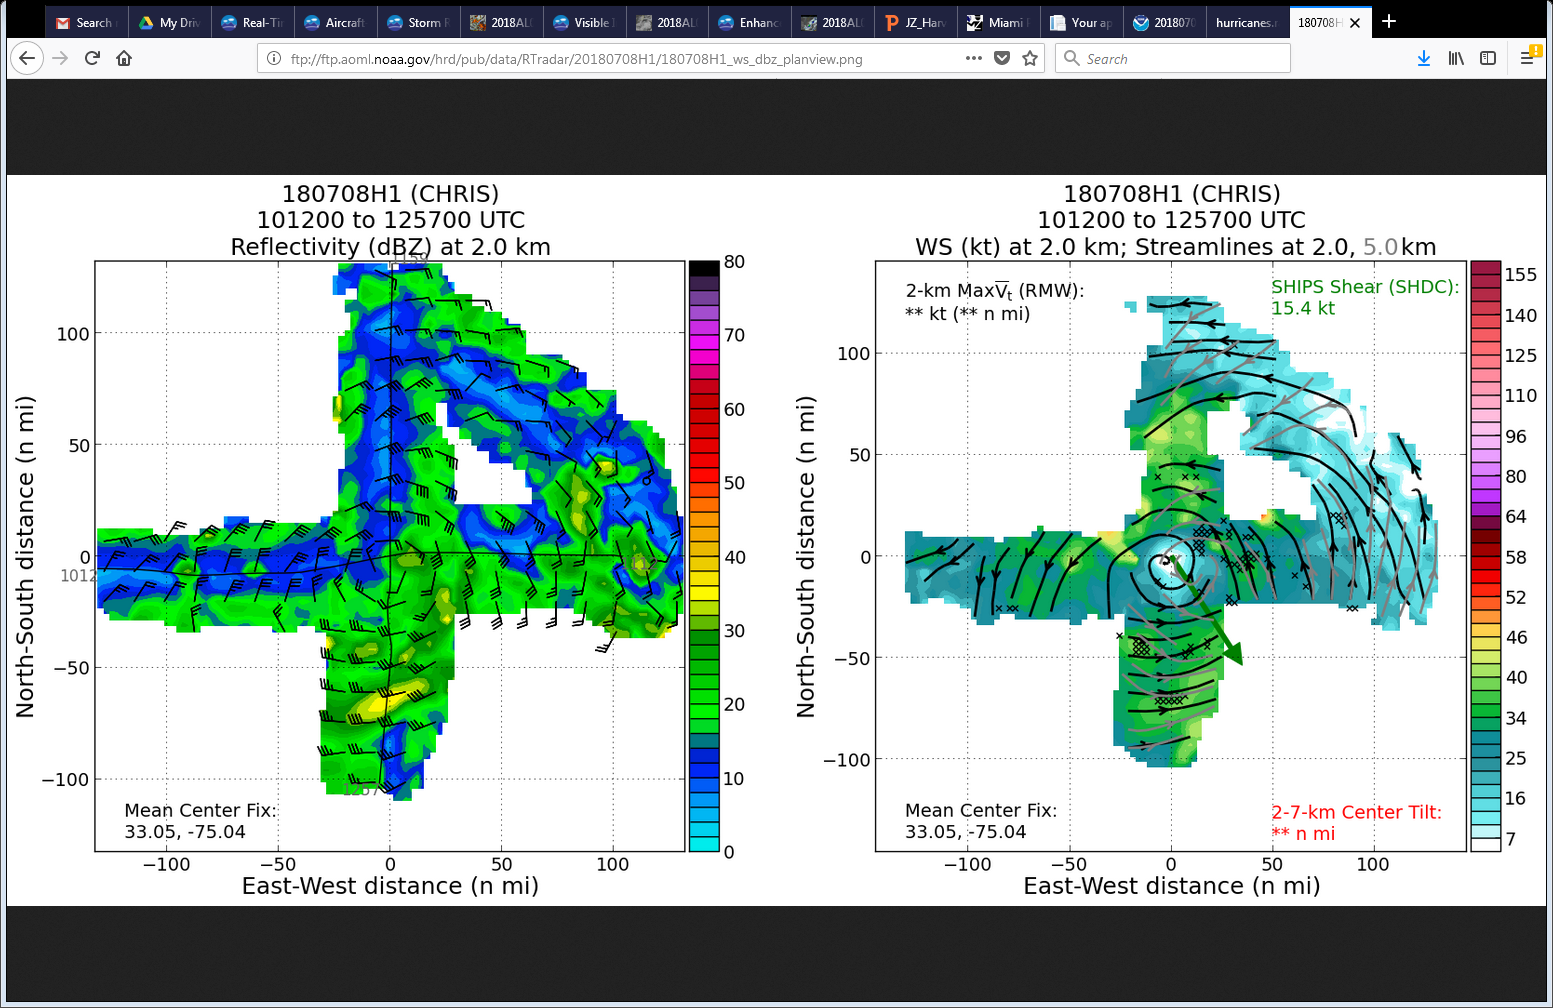 Search
My Driv
Real-Ti
Aircraft
Storm R
2018AL
Visible
2018AL
Enhanc
2018AL
JZ_Harv
Miami F
Your ap
2018070
hurricanes.
180708H
ftp://ftp.aoml.noaa.gov/hrd/pub/data/RTradar/20180708H1/180708H1_ws_dbz_planview.png
Search
180708H1 (CHRIS)
101200 to 125700 UTC
Reflectivity (dBZ) at 2.0 km
1159
1012
1257
North-South distance (n mi)
100
50
0
−50
−100
−100
−50
0
50
100
East-West distance (n mi)
Mean Center Fix:
33.05, -75.04
80
70
60
50
40
30
20
10
0
180708H1 (CHRIS)
101200 to 125700 UTC
WS (kt) at 2.0 km; Streamlines at 2.0, 5.0km
2-km MaxV̅t (RMW):
** kt (** n mi)
SHIPS Shear (SHDC):
15.4 kt
North-South distance (n mi)
100
50
0
−50
−100
−100
−50
0
50
100
East-West distance (n mi)
Mean Center Fix:
33.05, -75.04
2-7-km Center Tilt:
** n mi
155
140
125
110
96
80
64
58
52
46
40
34
25
16
7